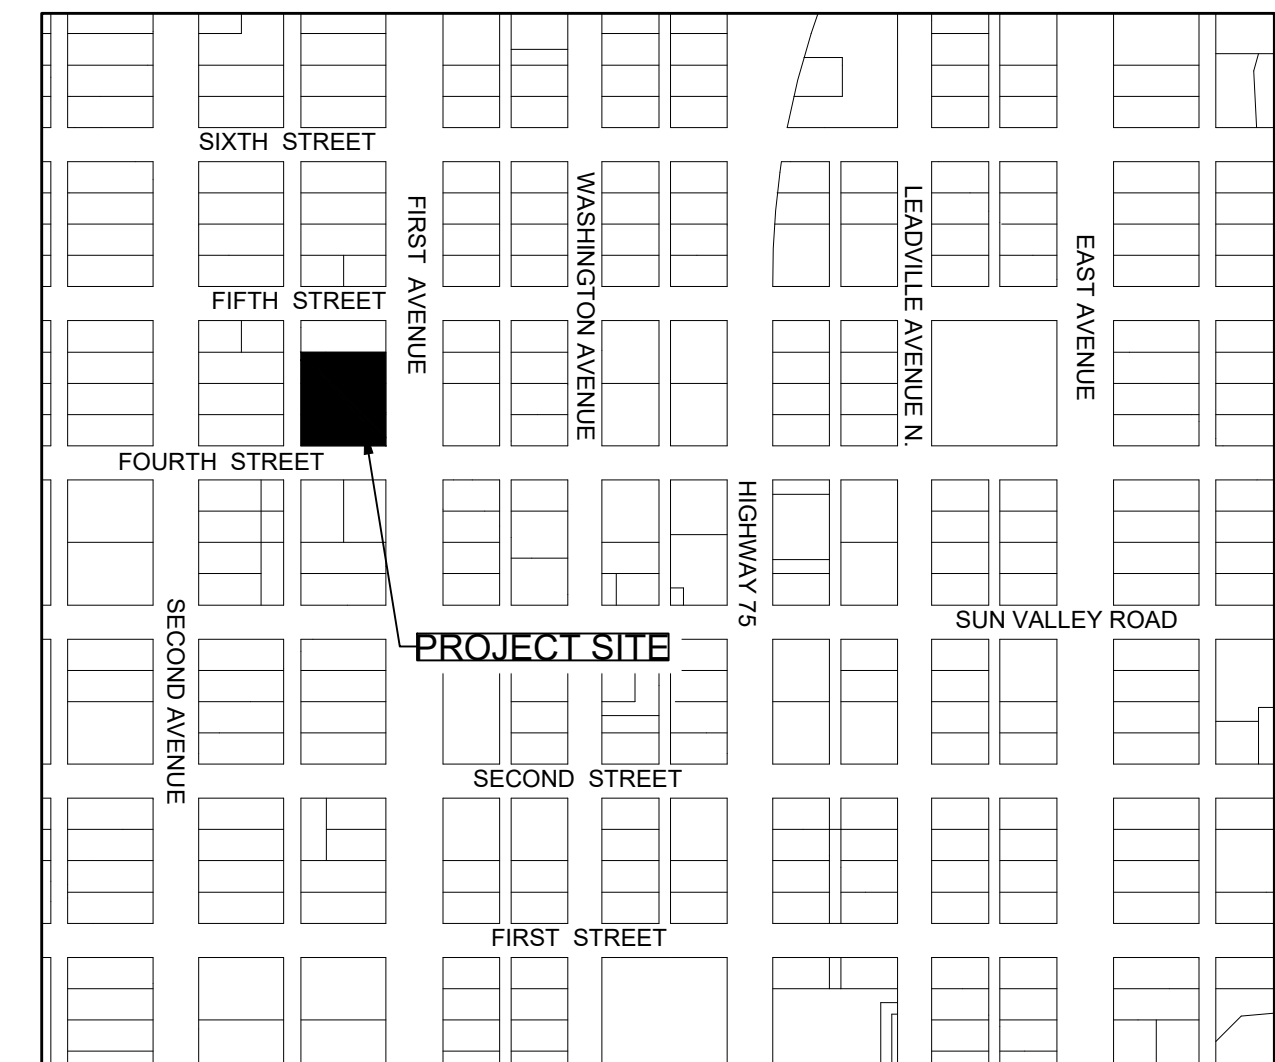 SIXTH STREET
WASHINGTON AVENUE
LEADVILLE AVENUE N.
FIRST AVENUE
EAST AVENUE
FIFTH STREET
FOURTH STREET
HIGHWAY 75
SECOND AVENUE
SUN VALLEY ROAD
PROJECT SITE
SECOND STREET
FIRST STREET